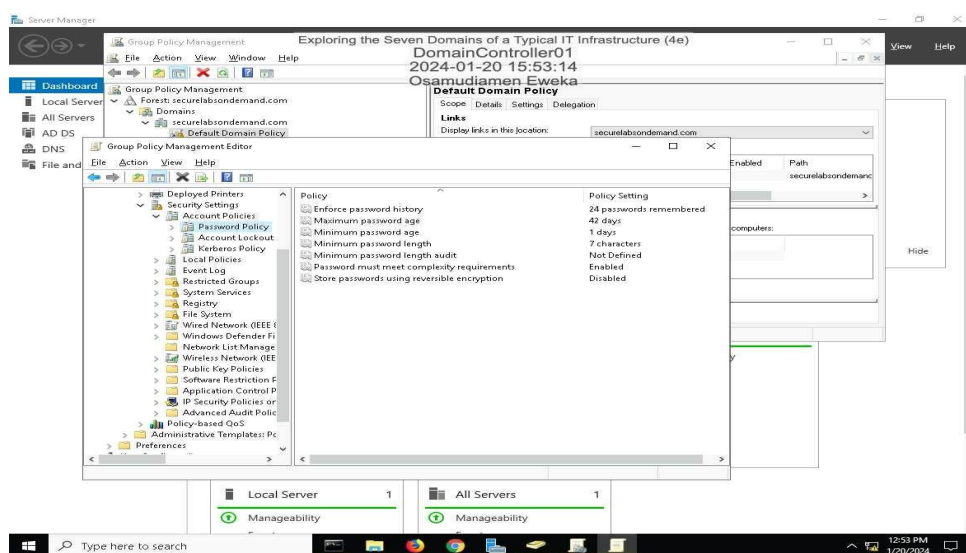 Server Manager
Exploring the Seven Domains of a Typical IT Infrastructure (4e)
DomainController01
2024-01-20 15:53:14
Osamudiamen Eweka
View Help
Dashboard
Local Server
All Servers
AD DS
DNS
File and
Group Policy Management
File Action View Window Help
Group Policy Management
Forest: securelabsondemand.com
Domains
securelabsondemand.com
Default Domain Policy
Default Domain Policy
Scope Details Settings Delegation
Links
Display links in this location: securelabsondemand.com
Enabled Path
securelabsondemanc
computers:
Hide
Group Policy Management Editor
File Action View Help
Deployed Printers
Security Settings
Account Policies
Password Policy
Account Lockout
Kerberos Policy
Local Policies
Event Log
Restricted Groups
System Services
Registry
File System
Wired Network (IEEE 8
Windows Defender Fi
Network List Manage
Wireless Network (IEE
Public Key Policies
Software Restriction P
Application Control P
IP Security Policies or
Advanced Audit Polic
Policy-based QoS
Administrative Templates: Pc
Preferences
Policy Policy Setting
Enforce password history 24 passwords remembered
Maximum password age 42 days
Minimum password age 1 days
Minimum password length 7 characters
Minimum password length audit Not Defined
Password must meet complexity requirements Enabled
Store passwords using reversible encryption Disabled
Local Server 1
Manageability
All Servers 1
Manageability
Type here to search
12:53 PM
1/20/2024